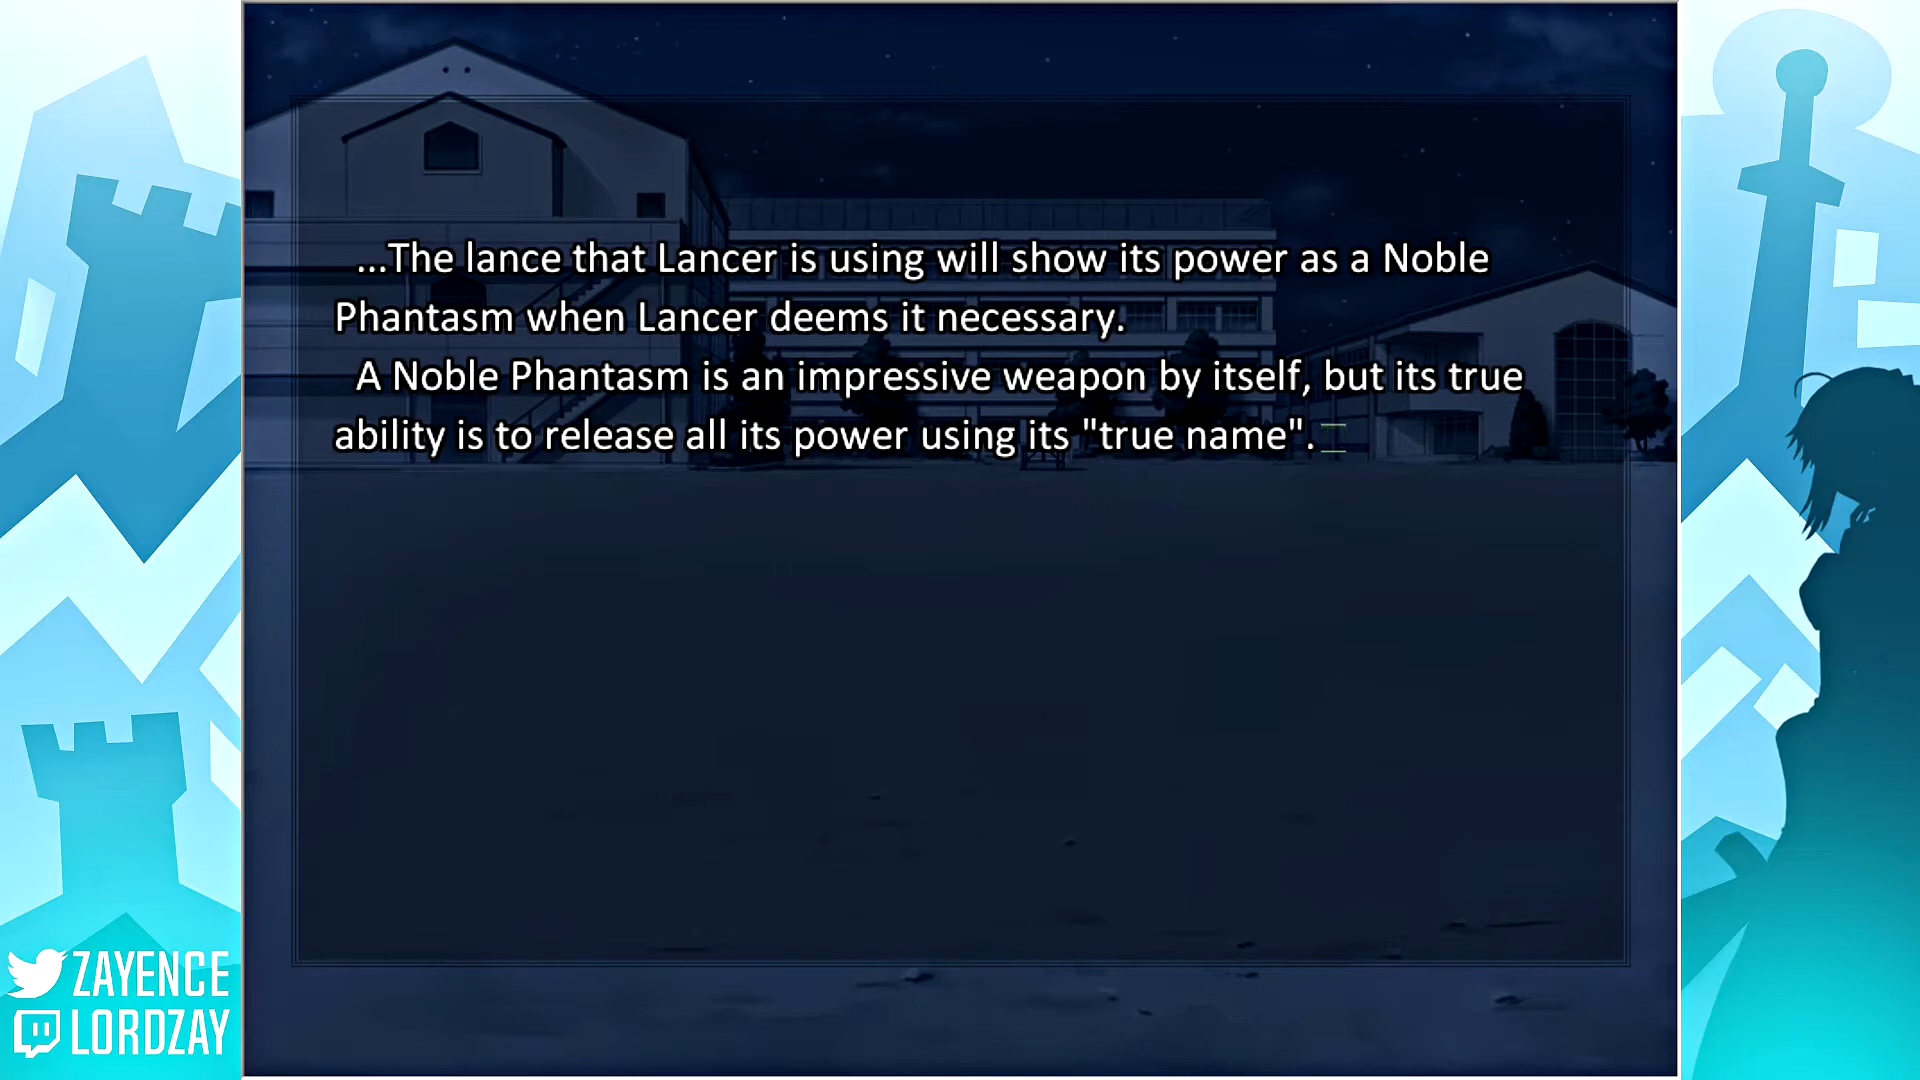 ...The lance that Lancer is using will show its power as a Noble
Phantasm when Lancer deems it necessary.
A Noble Phantasm is an impressive weapon by itself, but its true
ability is to release all its power using its "true name".
ZAYENCE
LORDZAY